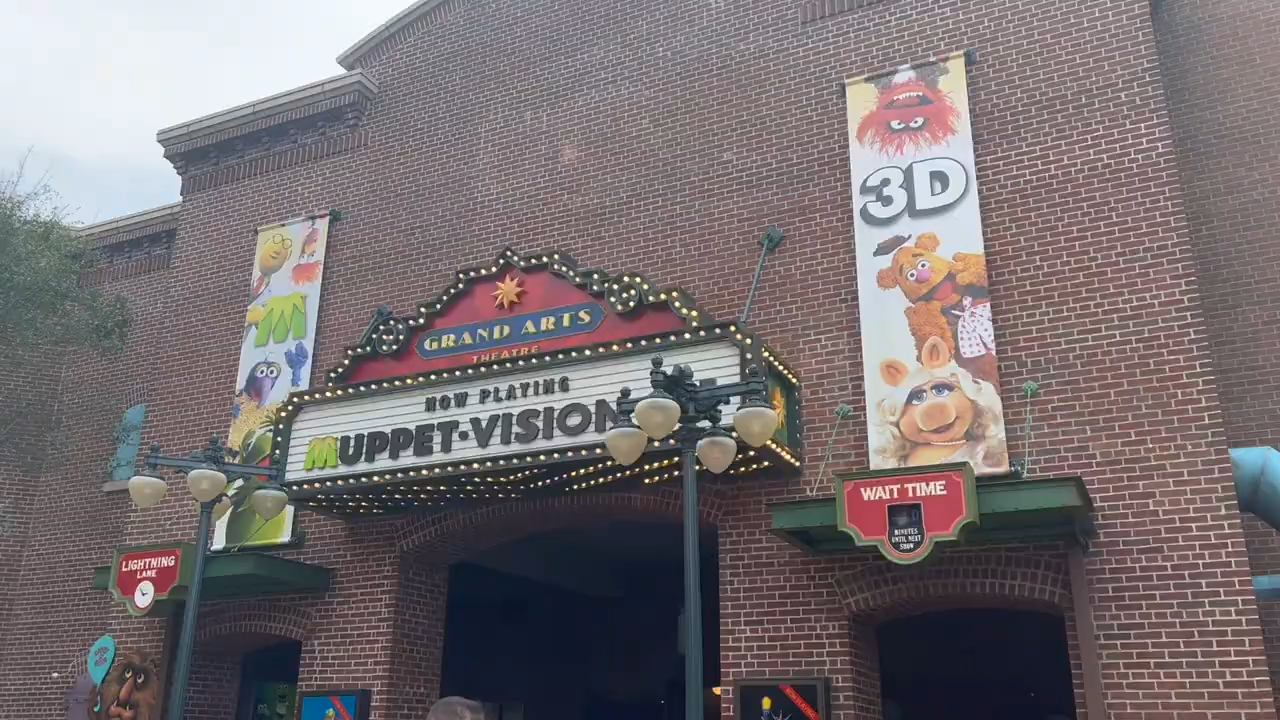 3D
GRAND ARTS
THEATRE
NOW PLAYING
MUPPET·VISION
LIGHTNING
LANE
WAIT TIME
MINUTES
UNTIL NEXT
SHOW